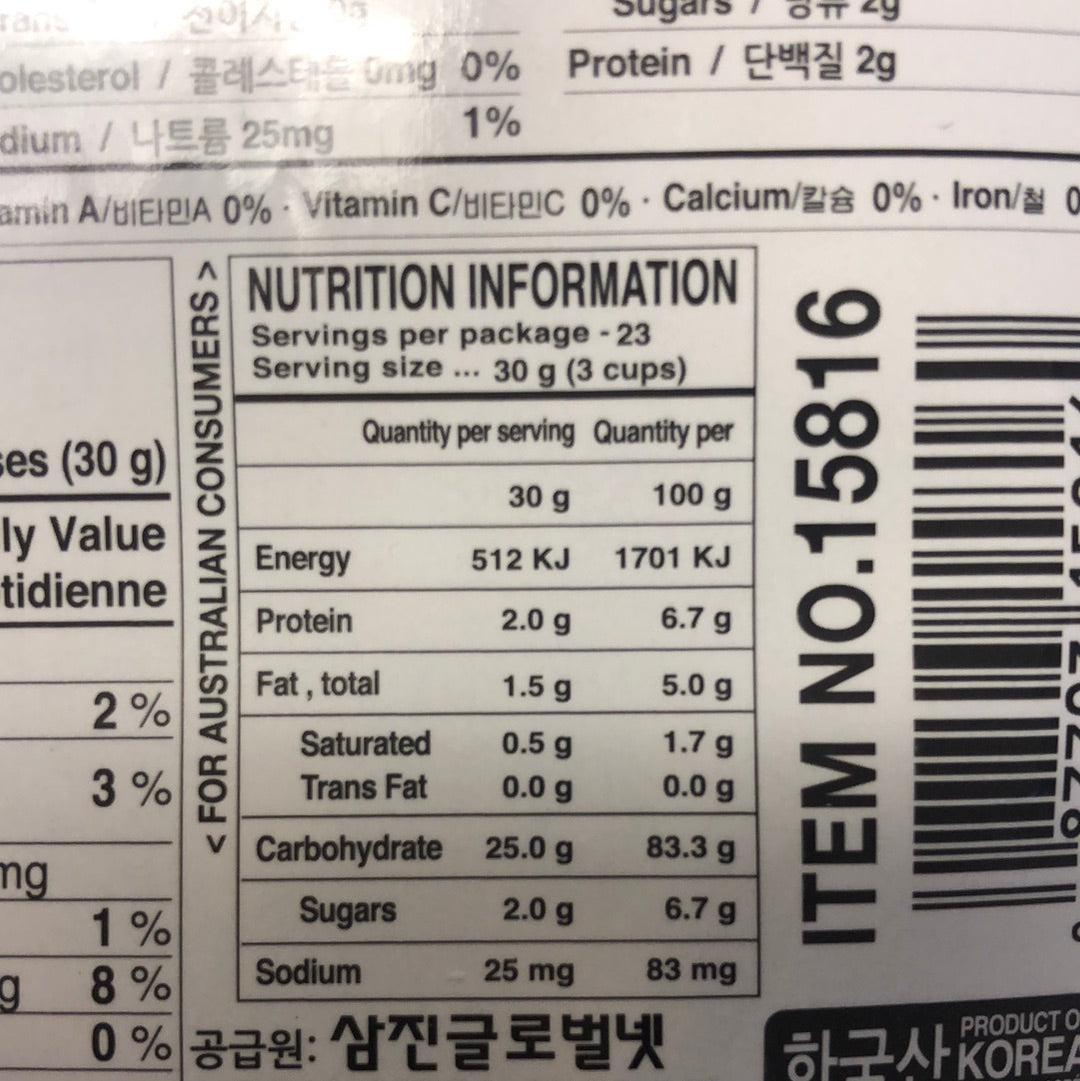 Sugars / 당류 2g
olesterol / 콜레스테롤 0mg 0%
Protein / 단백질 2g
dium / 나트륨 25mg 1%
amin A/비타민A 0% · Vitamin C/비타민C 0% · Calcium/칼슘 0% · Iron/철 0
es (30 g)
ly Value
tidienne
2 %
3 %
mg
1 %
g 8 %
0 %
< FOR AUSTRALIAN CONSUMERS >
NUTRITION INFORMATION
Servings per package - 23
Serving size ... 30 g (3 cups)
Quantity per serving Quantity per
30 g 100 g
Energy 512 KJ 1701 KJ
Protein 2.0 g 6.7 g
Fat , total 1.5 g 5.0 g
Saturated 0.5 g 1.7 g
Trans Fat 0.0 g 0.0 g
Carbohydrate 25.0 g 83.3 g
Sugars 2.0 g 6.7 g
Sodium 25 mg 83 mg
공급원: 삼진글로벌넷
ITEM NO.15816
한국산 PRODUCT O
KOREA